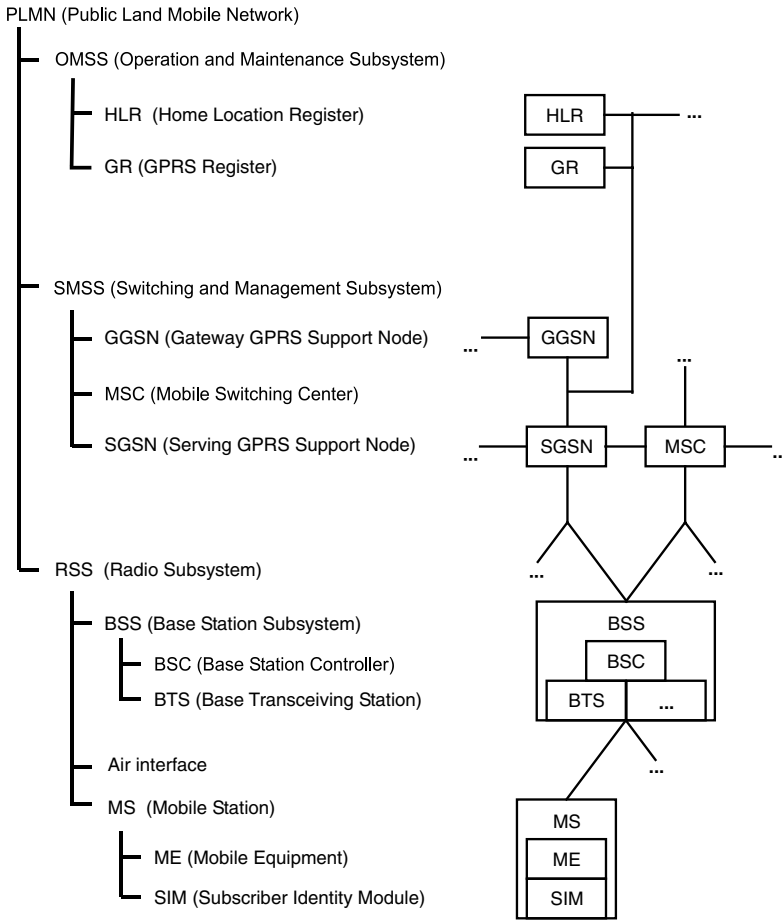 PLMN (Public Land Mobile Network)
OMSS (Operation and Maintenance Subsystem)
HLR (Home Location Register)
HLR
...
GR (GPRS Register)
GR
SMSS (Switching and Management Subsystem)
GGSN (Gateway GPRS Support Node)
...
GGSN
...
MSC (Mobile Switching Center)
SGSN (Serving GPRS Support Node)
...
SGSN
MSC
...
RSS (Radio Subsystem)
...
...
BSS (Base Station Subsystem)
BSS
BSC (Base Station Controller)
BSC
BTS (Base Transceiving Station)
BTS
...
Air interface
...
MS (Mobile Station)
MS
ME (Mobile Equipment)
ME
SIM (Subscriber Identity Module)
SIM